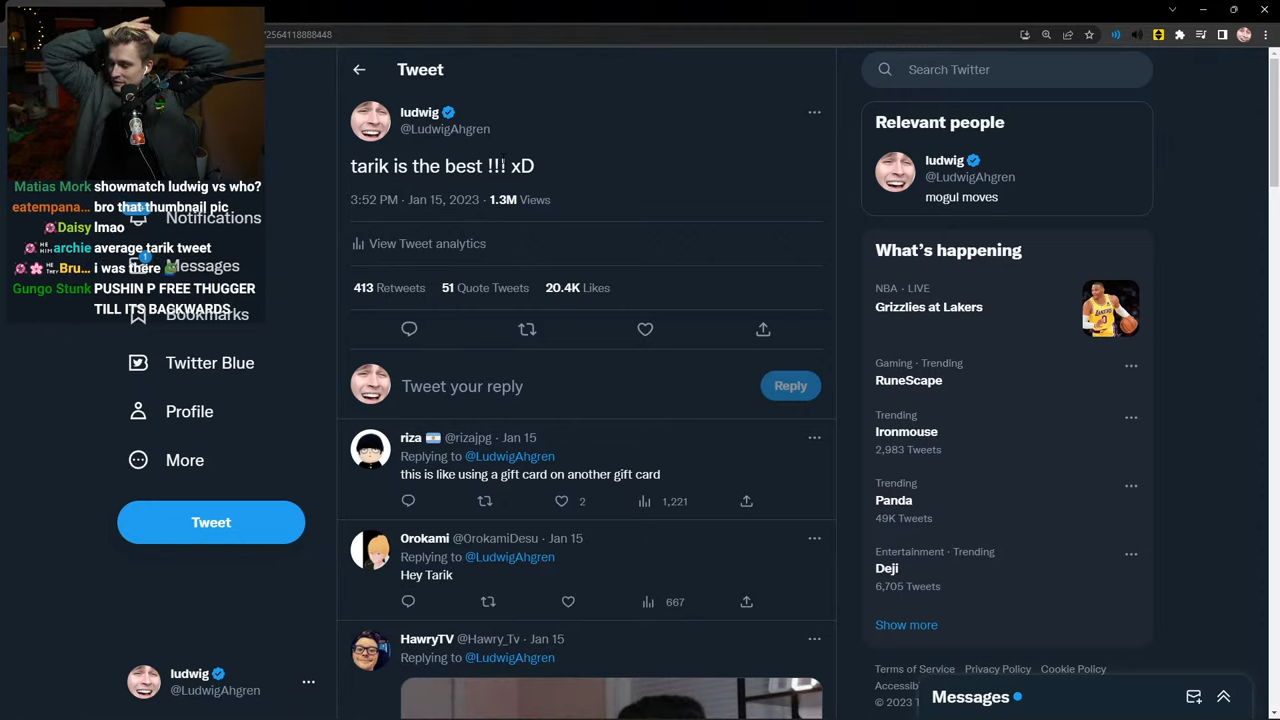 2564118888448
Matias Mork showmatch ludwig vs who?
eatempana... bro that thumbnail pic
Daisy lmao
HE HIM archie average tarik tweet
HE THEY Bru... i was there
Gungo Stunk PUSHIN P FREE THUGGER
TILL ITS BACKWARDS
Notifications
1
Messages
Bookmarks
Twitter Blue
Profile
More
Tweet
ludwig
@LudwigAhgren
Tweet
ludwig
@LudwigAhgren
tarik is the best !!! xD
3:52 PM · Jan 15, 2023 · 1.3M Views
View Tweet analytics
413 Retweets 51 Quote Tweets 20.4K Likes
Tweet your reply
Reply
riza @rizajpg · Jan 15
Replying to @LudwigAhgren
this is like using a gift card on another gift card
2 1,221
Orokami @OrokamiDesu · Jan 15
Replying to @LudwigAhgren
Hey Tarik
667
HawryTV @Hawry_Tv · Jan 15
Replying to @LudwigAhgren
Search Twitter
Relevant people
ludwig
@LudwigAhgren
mogul moves
What's happening
NBA · LIVE
Grizzlies at Lakers
Gaming · Trending
RuneScape
Trending
Ironmouse
2,983 Tweets
Trending
Panda
49K Tweets
Entertainment · Trending
Deji
6,705 Tweets
Show more
Terms of Service Privacy Policy Cookie Policy
Accessib
© 2023
Messages